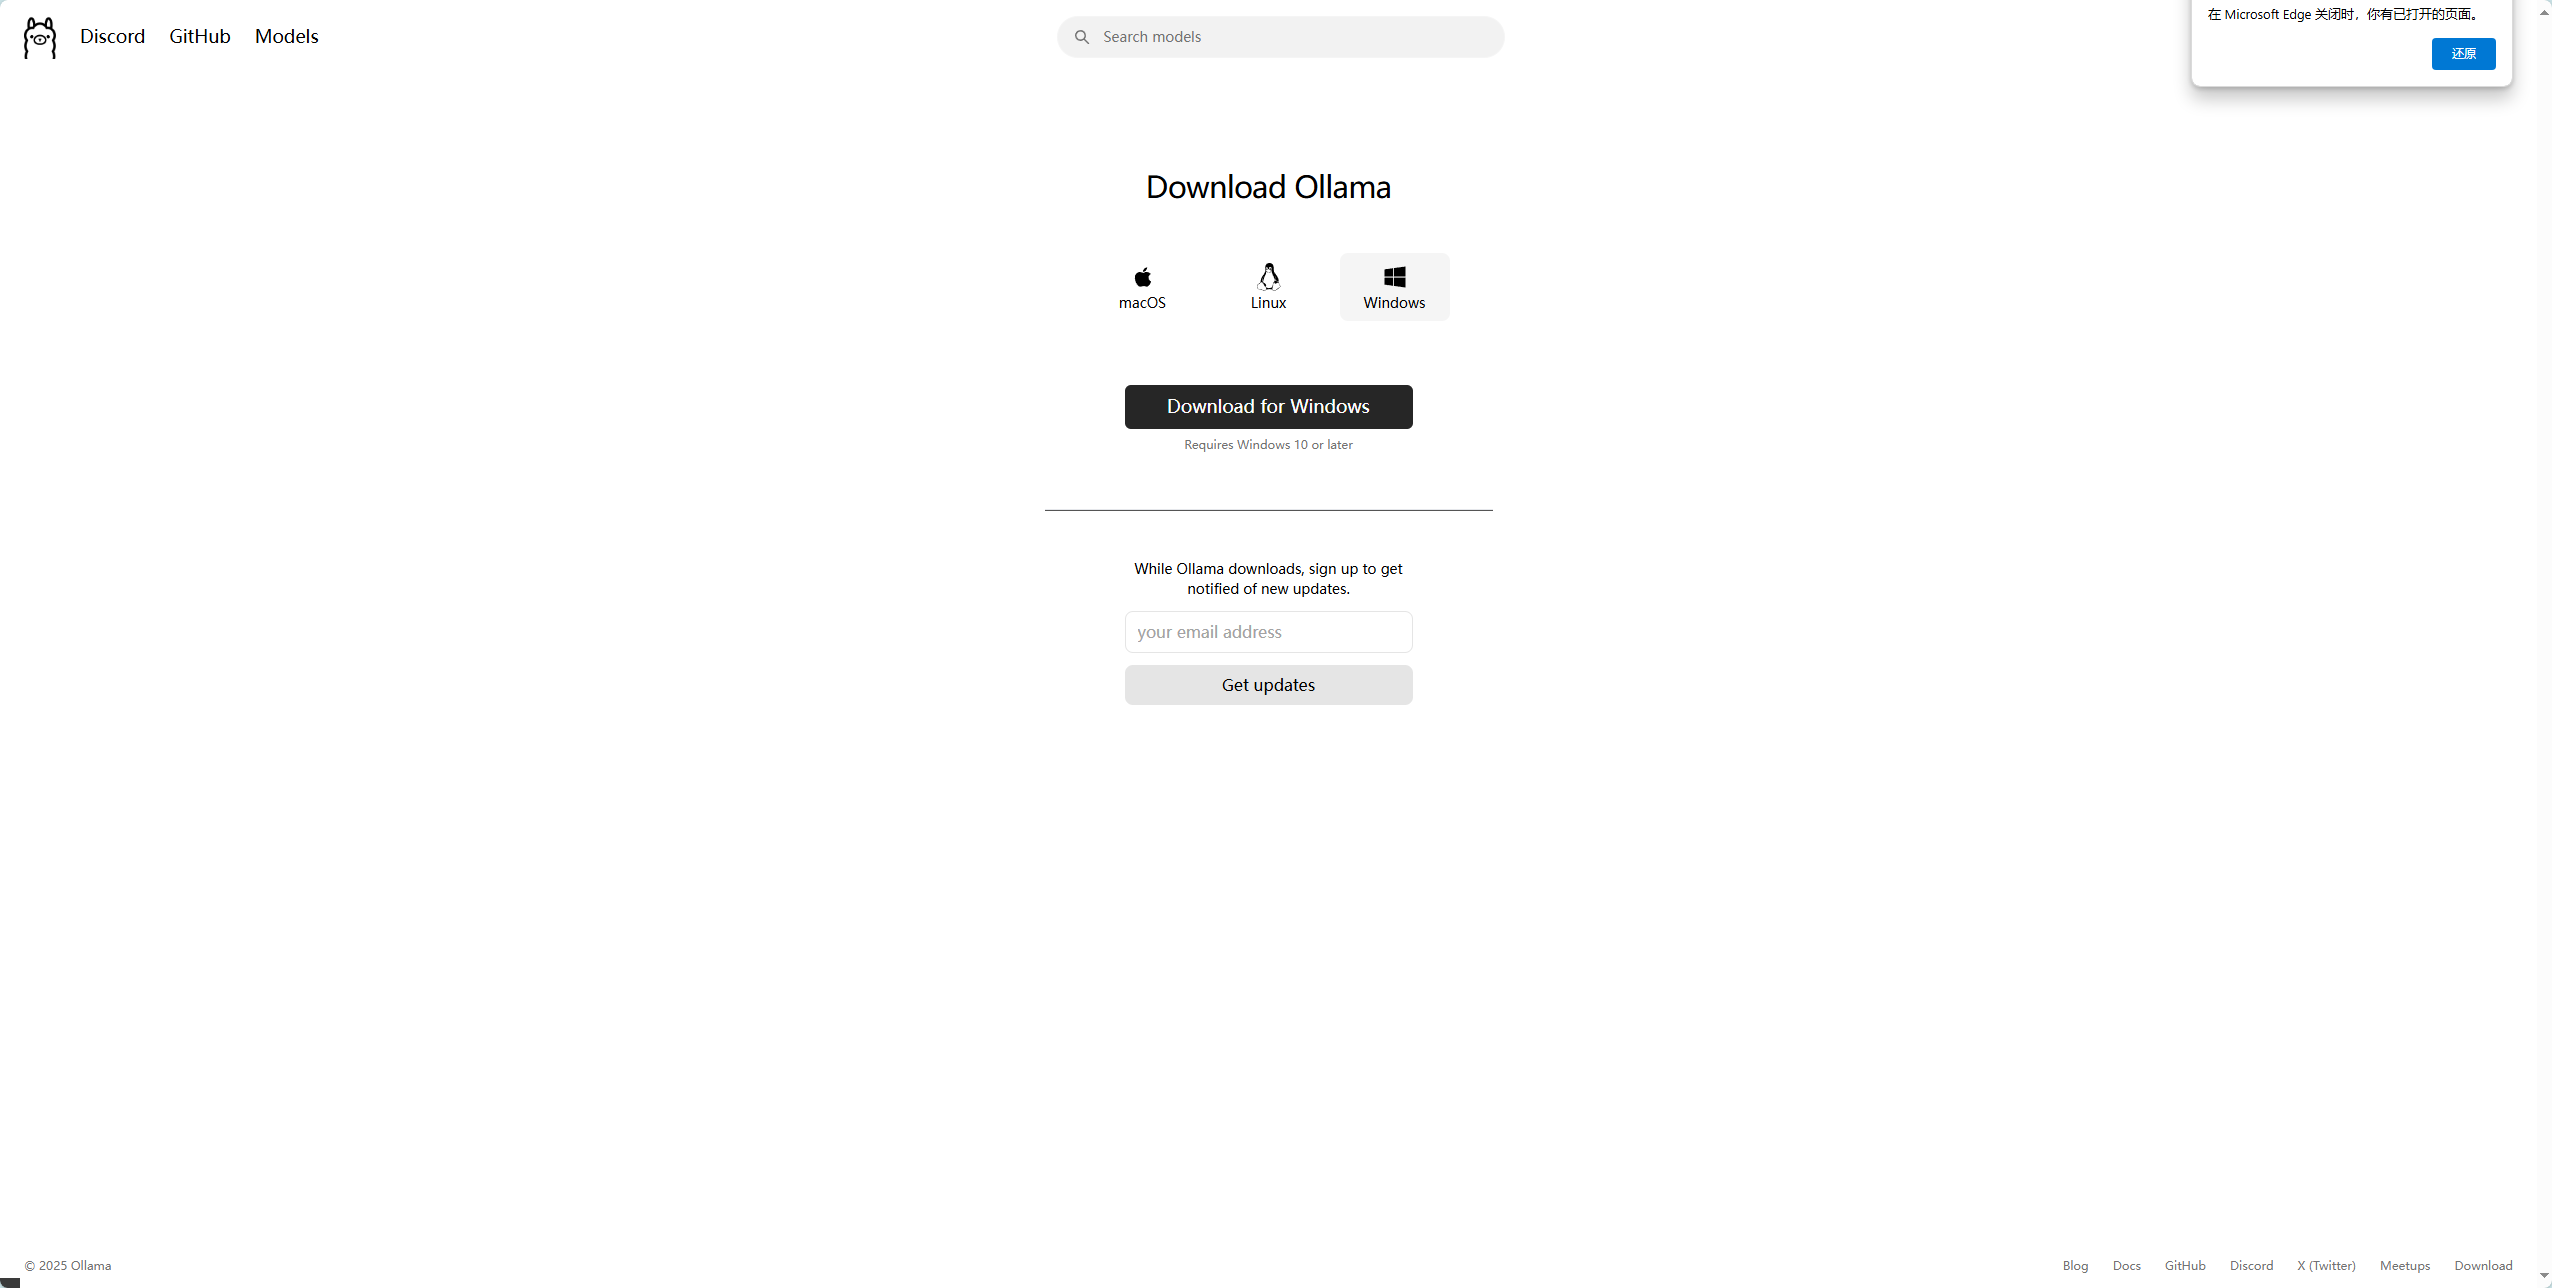 Discord GitHub Models
Search models
在 Microsoft Edge 关闭时，你有已打开的页面。
还原
Download Ollama
macOS
Linux
Windows
Download for Windows
Requires Windows 10 or later
While Ollama downloads, sign up to get
notified of new updates.
your email address
Get updates
© 2025 Ollama
Blog Docs GitHub Discord X (Twitter) Meetups Download